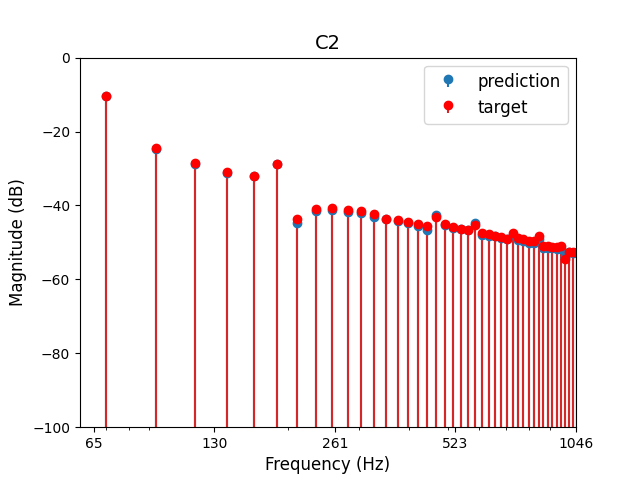 C2
prediction
target
Magnitude (dB)
0
−20
−40
−60
−80
−100
65
130
261
523
1046
Frequency (Hz)